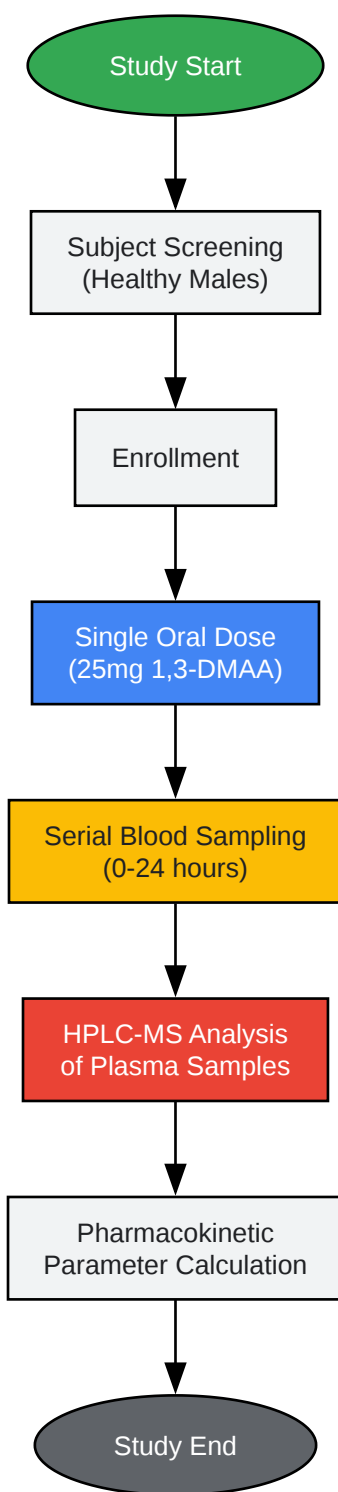 Study Start
Subject Screening
(Healthy Males)
Enrollment
Single Oral Dose
(25mg 1,3-DMAA)
Serial Blood Sampling
(0-24 hours)
HPLC-MS Analysis
of Plasma Samples
Pharmacokinetic
Parameter Calculation
Study End